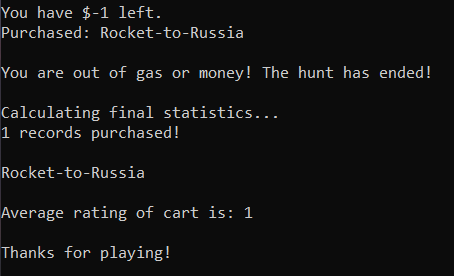 You have $-1 left.
Purchased: Rocket-to-Russia
You are out of gas or money! The hunt has ended!
Calculating final statistics...
1 records purchased!
Rocket-to-Russia
Average rating of cart is: 1
Thanks for playing!